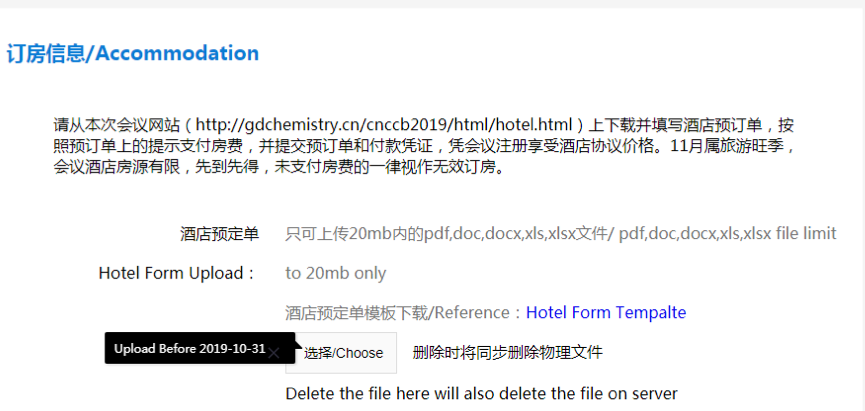 订房信息/Accommodation
请从本次会议网站（http://gdchemistry.cn/cnccb2019/html/hotel.html）上下载并填写酒店预订单，按
照预订单上的提示支付房费，并提交预订单和付款凭证，凭会议注册享受酒店协议价格。11月属旅游旺季，
会议酒店房源有限，先到先得，未支付房费的一律视作无效订房。
酒店预定单 只可上传20mb内的pdf,doc,docx,xls,xlsx文件/ pdf,doc,docx,xls,xlsx file limit
Hotel Form Upload： to 20mb only
酒店预定单模板下载/Reference：Hotel Form Tempalte
Upload Before 2019-10-31 × 选择/Choose 删除时将同步删除物理文件
Delete the file here will also delete the file on server